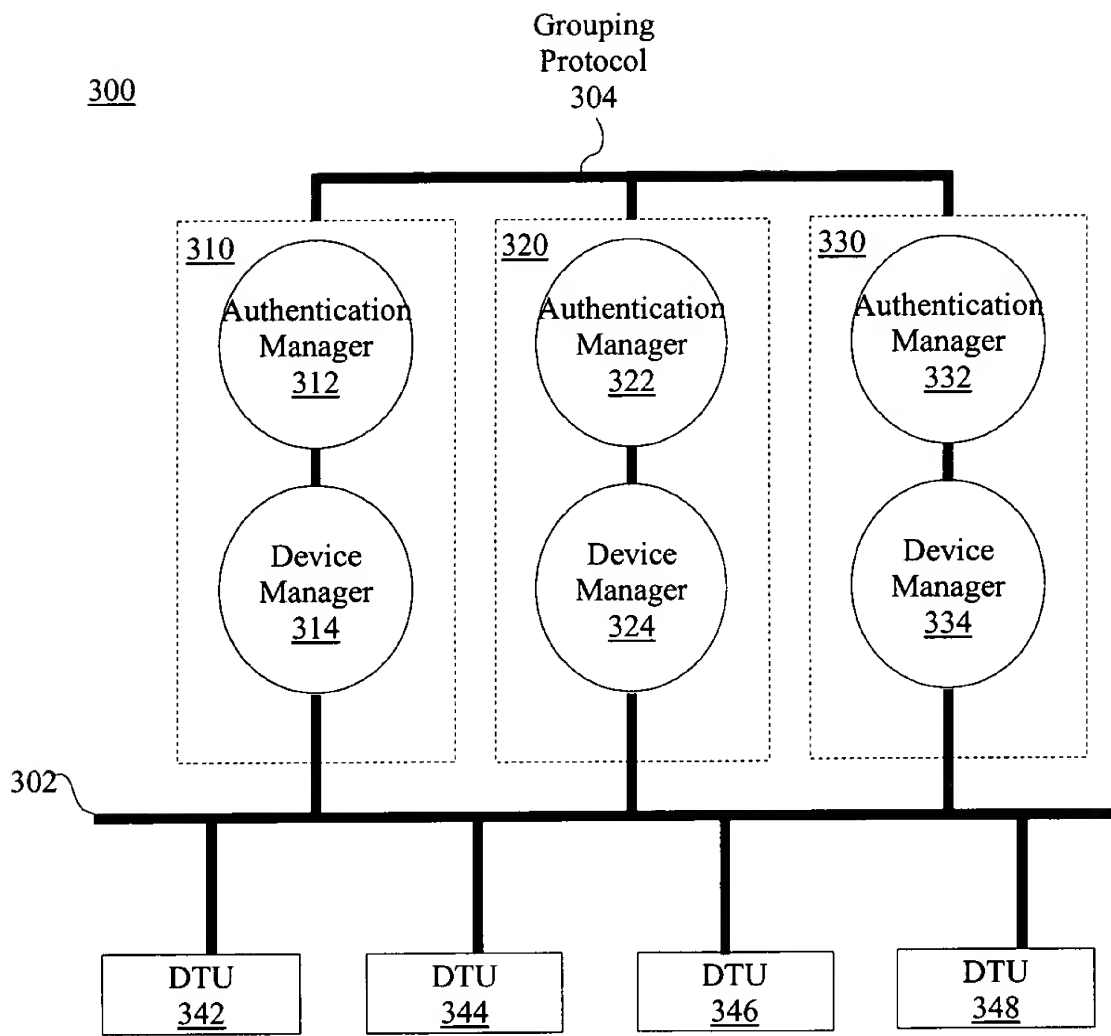 Grouping
Protocol
304
300
310
Authentication
Manager
312
Device
Manager
314
320
Authentication
Manager
322
Device
Manager
324
330
Authentication
Manager
332
Device
Manager
334
302
DTU
342
DTU
344
DTU
346
DTU
348